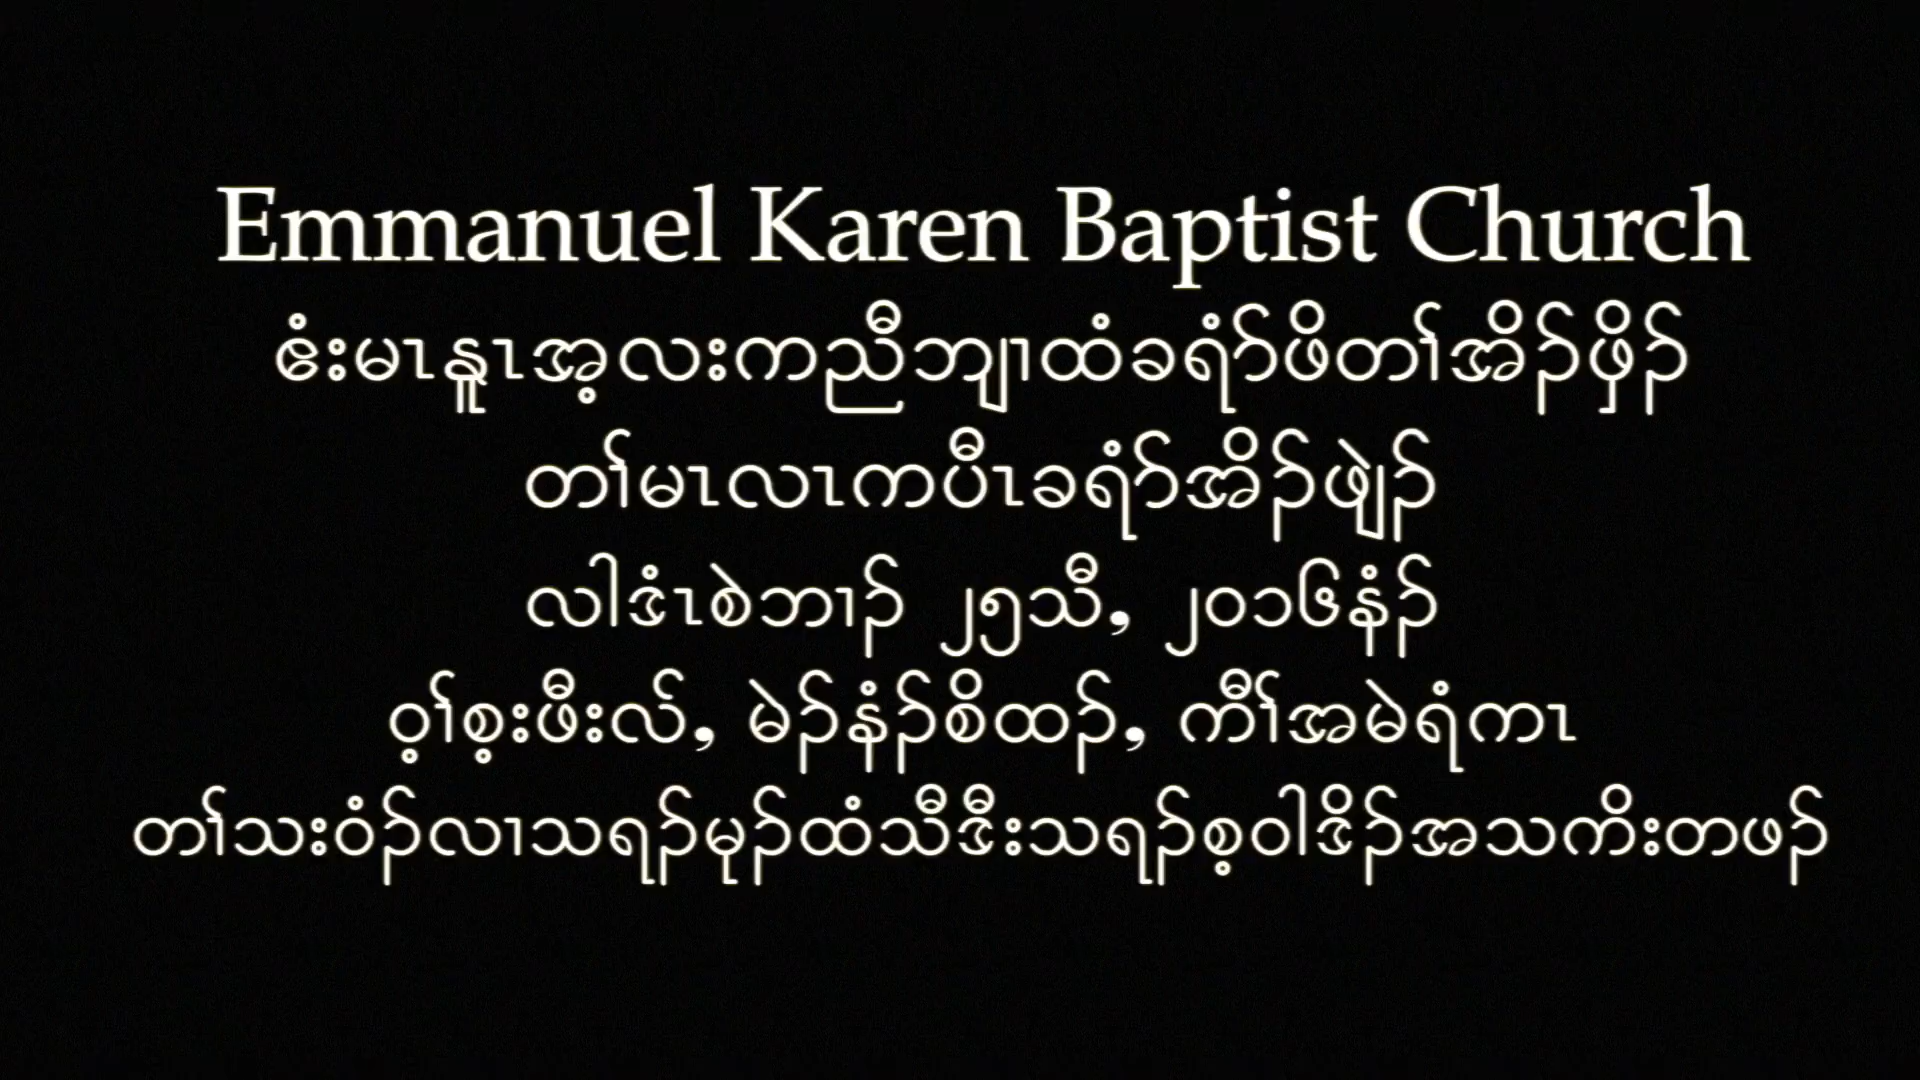 Emmanuel Karen Baptist Church
ဧံးမၤနူၤအ့လးကညီဘျၢထံခရံာ်ဖိတၢ်အိၣ်ဖှိၣ်
တၢ်မၤလၤကပီၤခရံာ်အိၣ်ဖျဲၣ်
လါဒံၤစဲဘၢၣ် ၂၅သီ, ၂၀၁၆နံၣ်
ဝ့ၢ်စ့းဖီးလ်, မဲၣ်နံၣ်စိထၣ်, ကီၢ်အမဲရံကၤ
တၢ်သးဝံၣ်လၢသရၣ်မုၣ်ထံသီဒီးသရၣ်စ့ဝါဒိၣ်အသကိးတဖၣ်